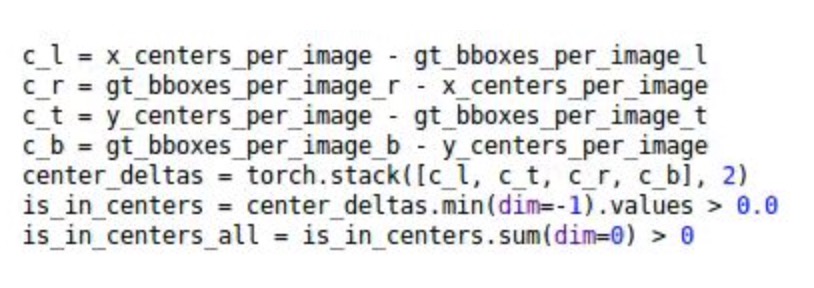 c_l = x_centers_per_image - gt_bboxes_per_image_l
c_r = gt_bboxes_per_image_r - x_centers_per_image
c_t = y_centers_per_image - gt_bboxes_per_image_t
c_b = gt_bboxes_per_image_b - y_centers_per_image
center_deltas = torch.stack([c_l, c_t, c_r, c_b], 2)
is_in_centers = center_deltas.min(dim=-1).values > 0.0
is_in_centers_all = is_in_centers.sum(dim=0) > 0